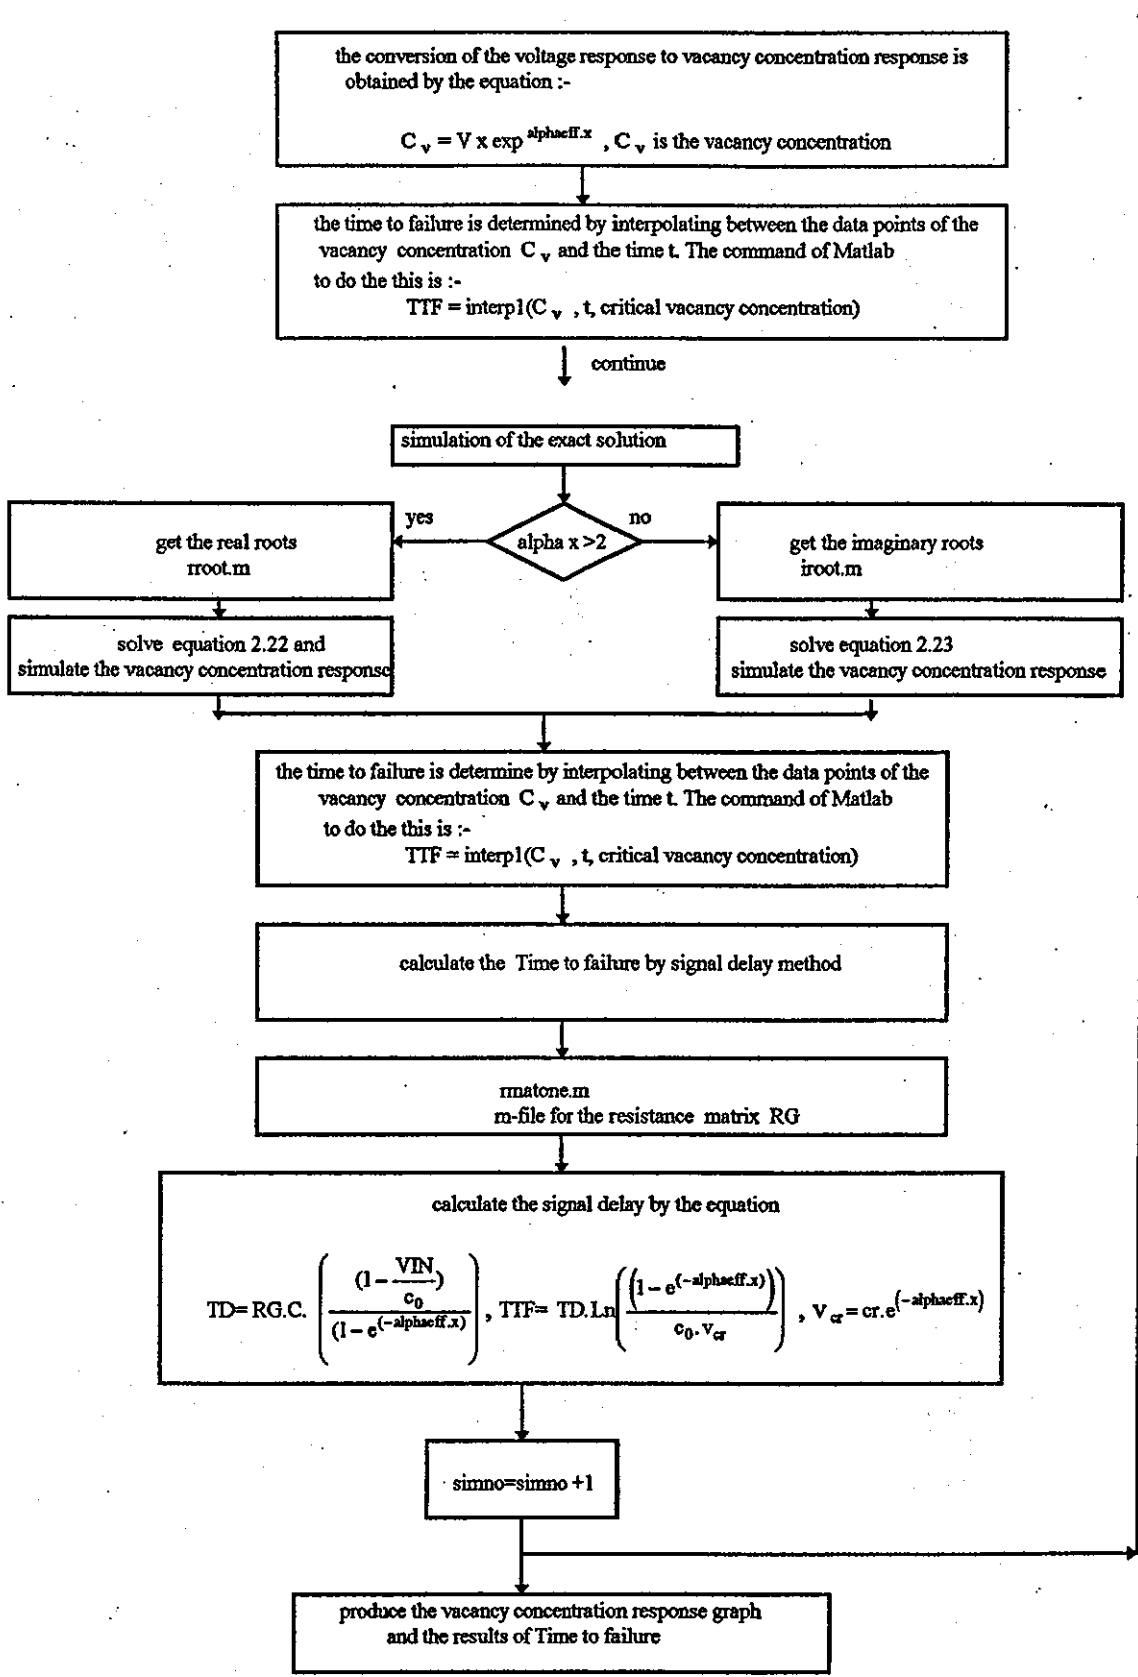 the conversion of the voltage response to vacancy concentration response is
obtained by the equation :-
C v = V x exp alphaeff.x , C v is the vacancy concentration
the time to failure is determined by interpolating between the data points of the
vacancy concentration C v and the time t. The command of Matlab
to do the this is :-
TTF = interp1(C v , t, critical vacancy concentration)
continue
simulation of the exact solution
yes
alpha x >2
no
get the real roots
rroot.m
get the imaginary roots
iroot.m
solve equation 2.22 and
simulate the vacancy concentration response
solve equation 2.23
simulate the vacancy concentration response
the time to failure is determine by interpolating between the data points of the
vacancy concentration C v and the time t. The command of Matlab
to do the this is :-
TTF = interp1(C v , t, critical vacancy concentration)
calculate the Time to failure by signal delay method
rmatone.m
m-file for the resistance matrix RG
calculate the signal delay by the equation
TD= RG.C. ( (1 - VIN / c0) / (1 - e^(-alphaeff.x)) ) , TTF= TD.Ln( (1 - e^(-alphaeff.x)) / c0.vcr ) , Vcr = cr.e^(-alphaeff.x)
simno=simno +1
produce the vacancy concentration response graph
and the results of Time to failure